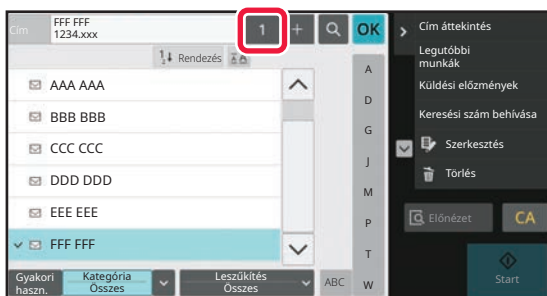 Cím
FFF FFF
1234.xxx
1
OK
Rendezés
AAA AAA
BBB BBB
CCC CCC
DDD DDD
EEE EEE
FFF FFF
A
D
G
J
M
P
T
W
Gyakori
haszn.
Kategória
Összes
Leszűkítés
Összes
ABC
Cím áttekintés
Legutóbbi
munkák
Küldési előzmények
Keresési szám behívása
Szerkesztés
Törlés
Előnézet
CA
Start